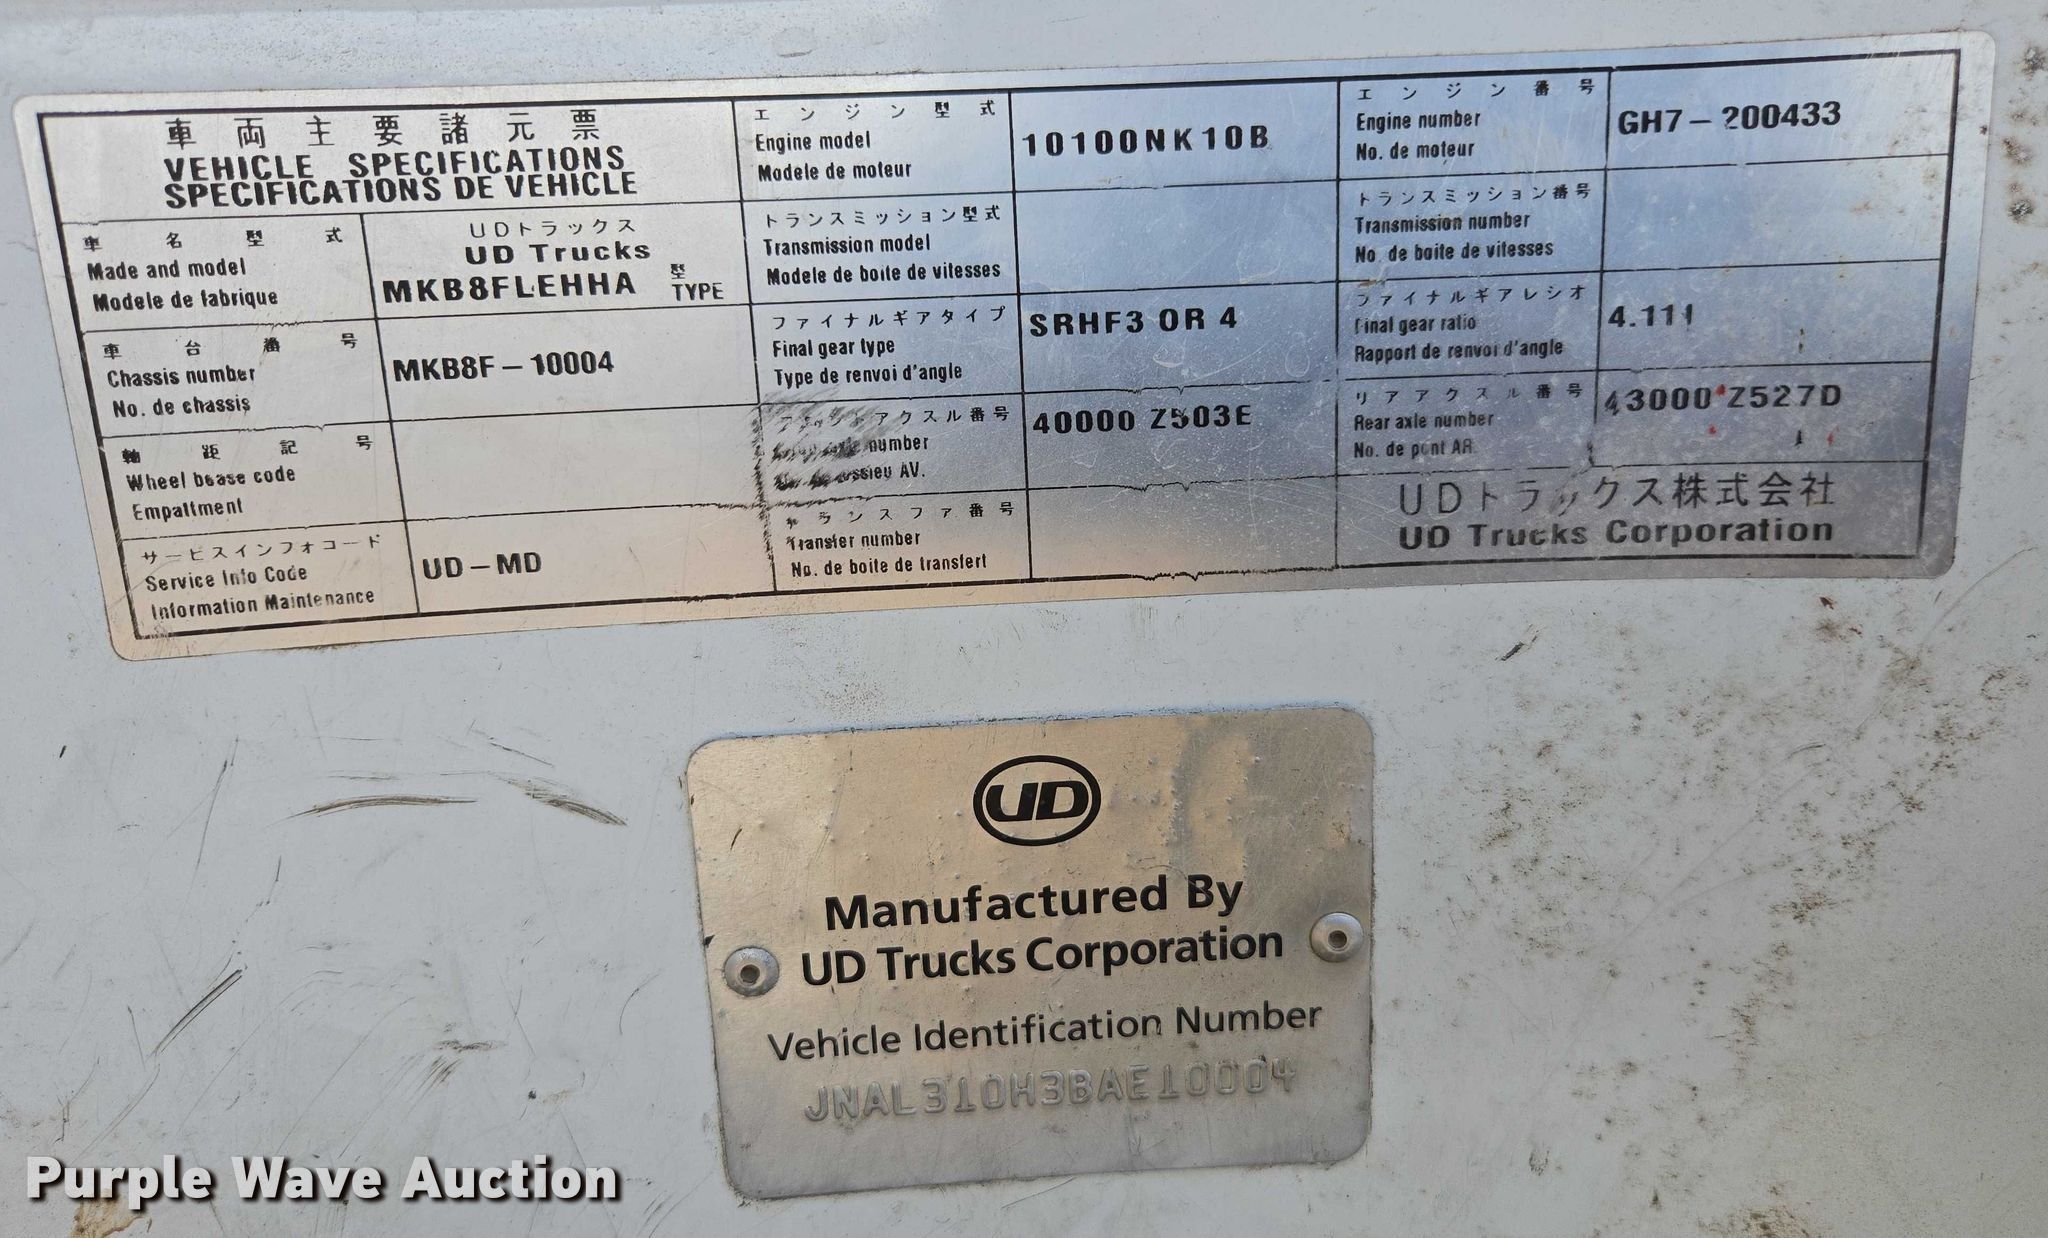 車両主要諸元票
VEHICLE SPECIFICATIONS
SPECIFICATIONS DE VEHICLE
車名型式
Made and model
Modele de fabrique
UDトラックス
UD Trucks
MKB8FLEHHA 型 TYPE
車台番号
Chassis number
No. de chassis
MKB8F-10004
軸距記号
Wheel bease code
Empattment
サービスインフォコード
Service Info Code
Information Maintenance
UD-MD
エンジン型式
Engine model
Modele de moteur
10100NK10B
トランスミッション型式
Transmission model
Modele de boite de vitesses
ファイナルギアタイプ
Final gear type
Type de renvoi d'angle
SRHF3 OR 4
アクスル番号
number
essieu AV.
40000 Z503E
トランスファ番号
Transfer number
No. de boite de transfert
エンジン番号
Engine number
No. de moteur
GH7-200433
トランスミッション番号
Transmission number
No. de boite de vitesses
ファイナルギアレシオ
Final gear ratio
Rapport de renvoi d'angle
4.111
リアアクスル番号
Rear axle number
No. de pont AR.
43000 Z527D
UDトラックス株式会社
UD Trucks Corporation
UD
Manufactured By
UD Trucks Corporation
Vehicle Identification Number
JNAL310H3BAE10004
Purple Wave Auction